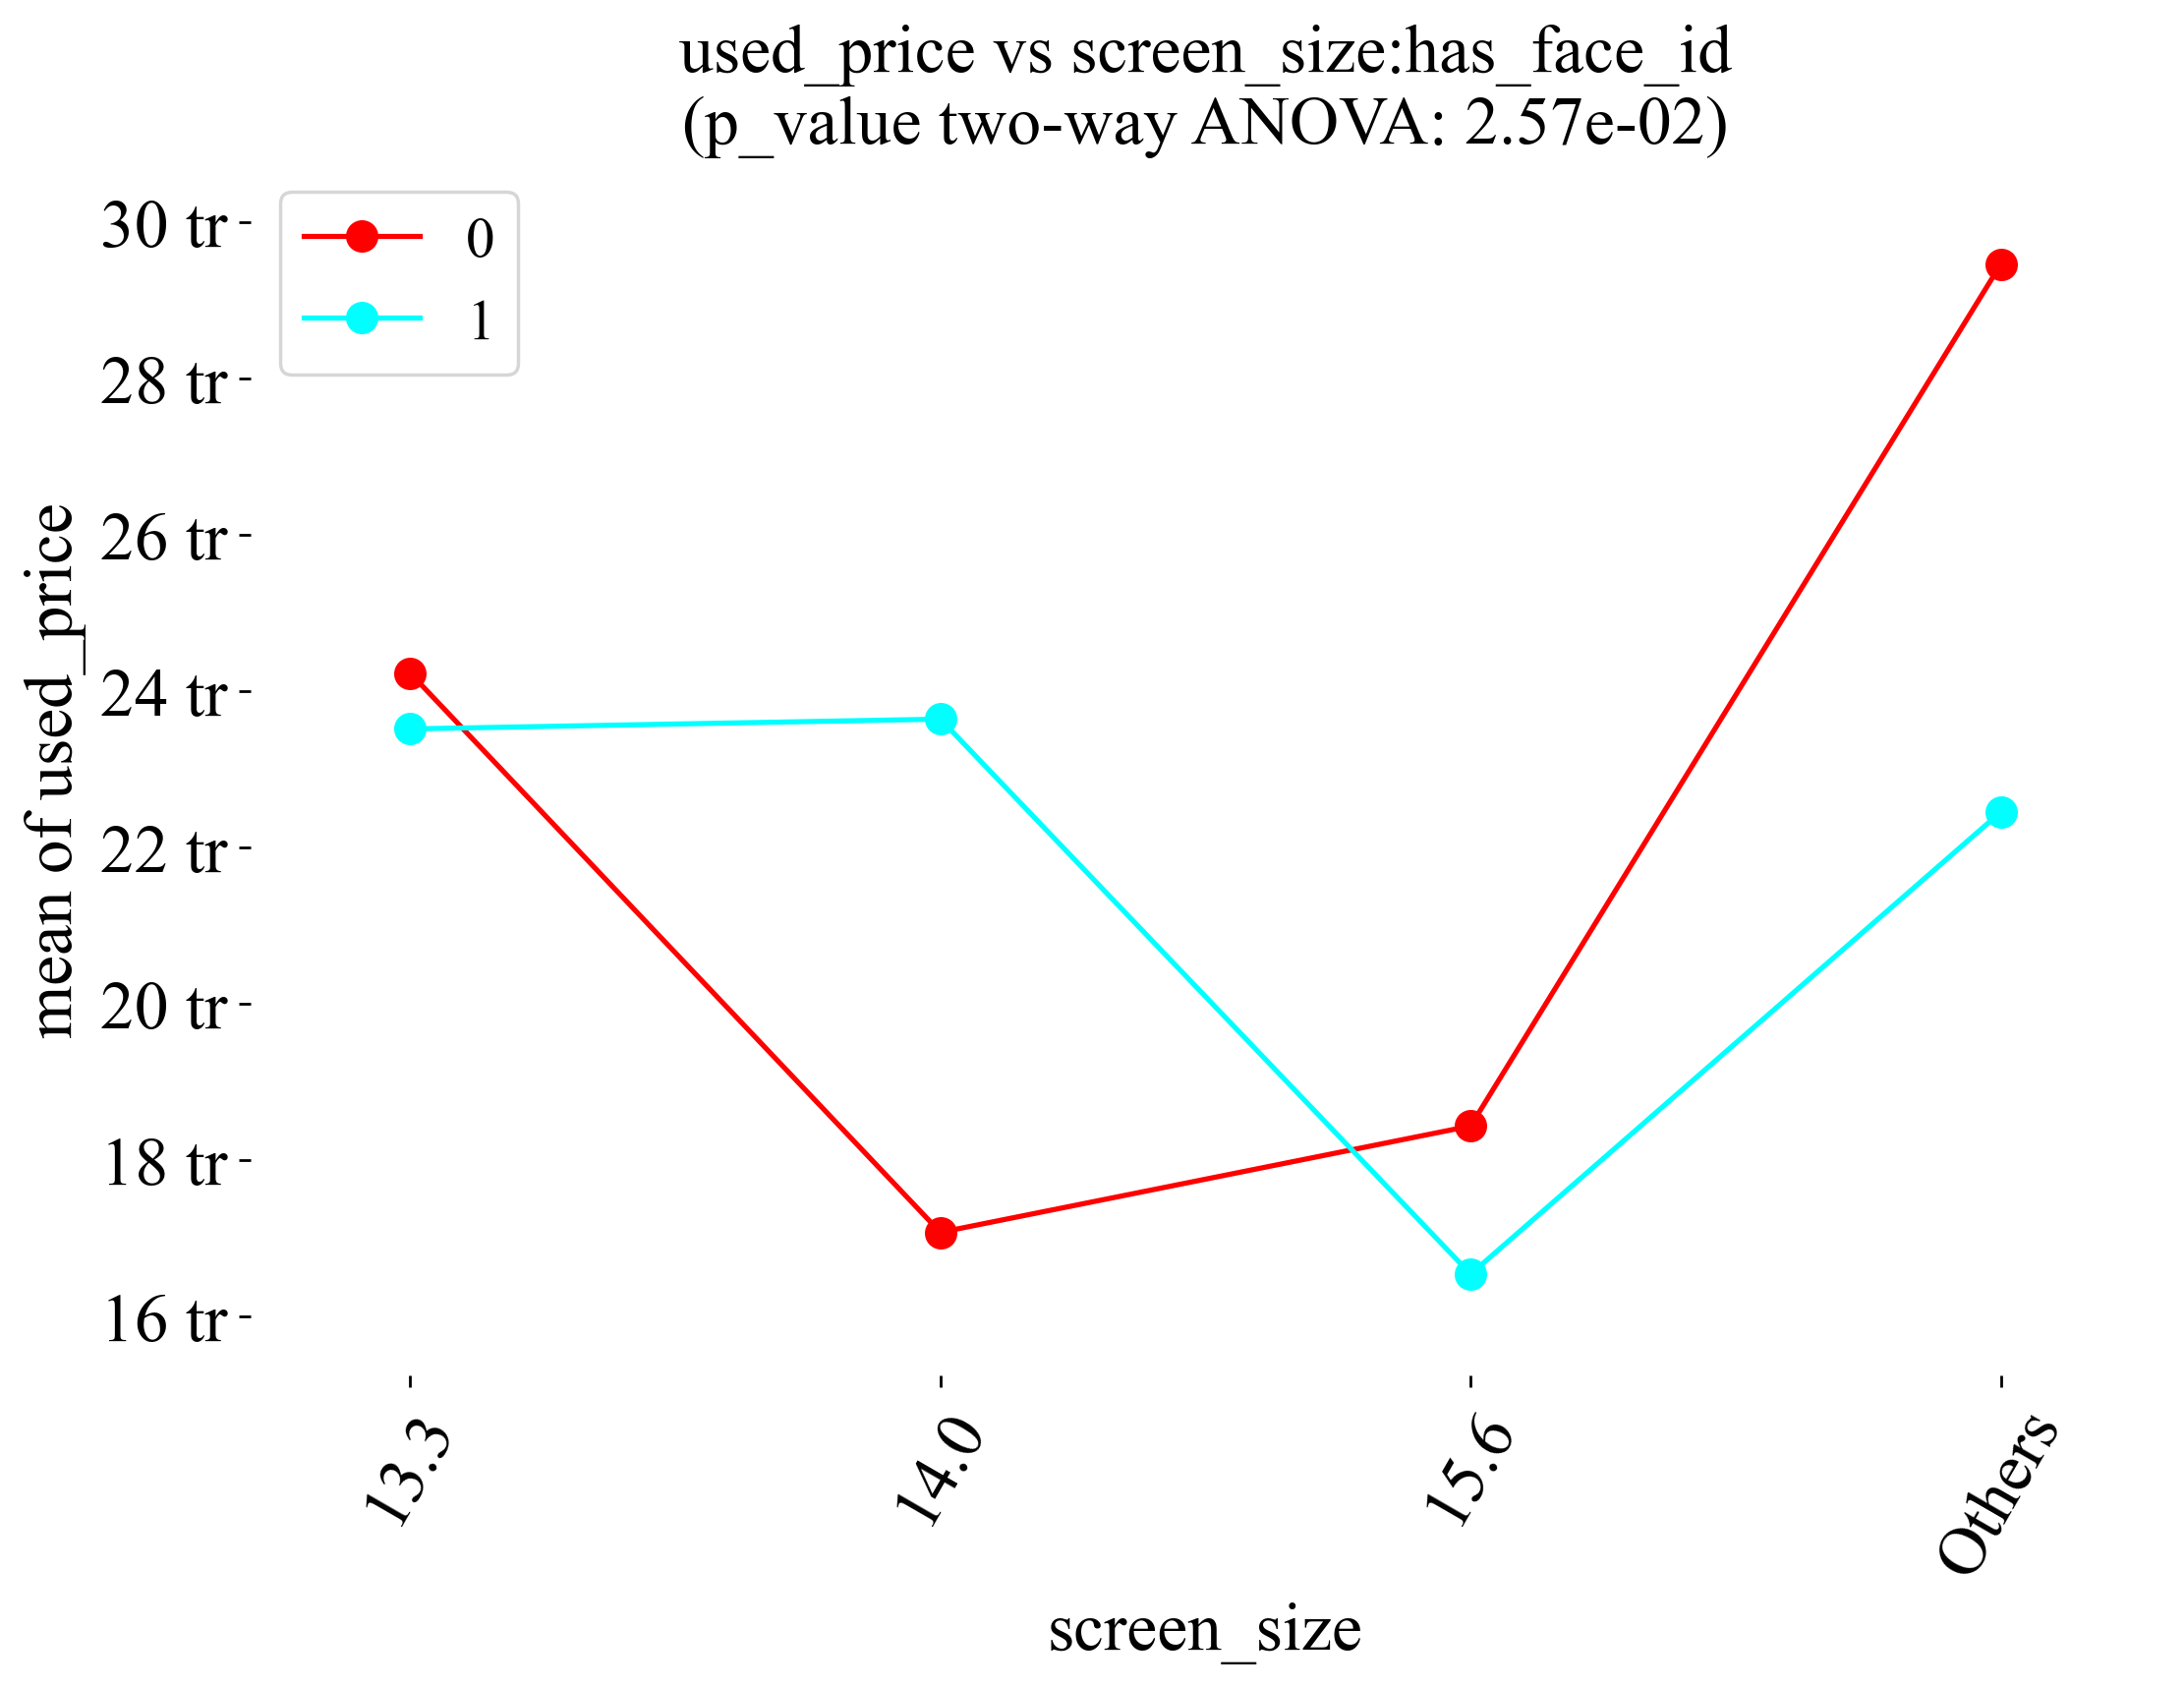 used_price vs screen_size:has_face_id
(p_value two-way ANOVA: 2.57e-02)
0
1
30 tr
28 tr
26 tr
24 tr
22 tr
20 tr
18 tr
16 tr
mean of used_price
13.3
14.0
15.6
Others
screen_size